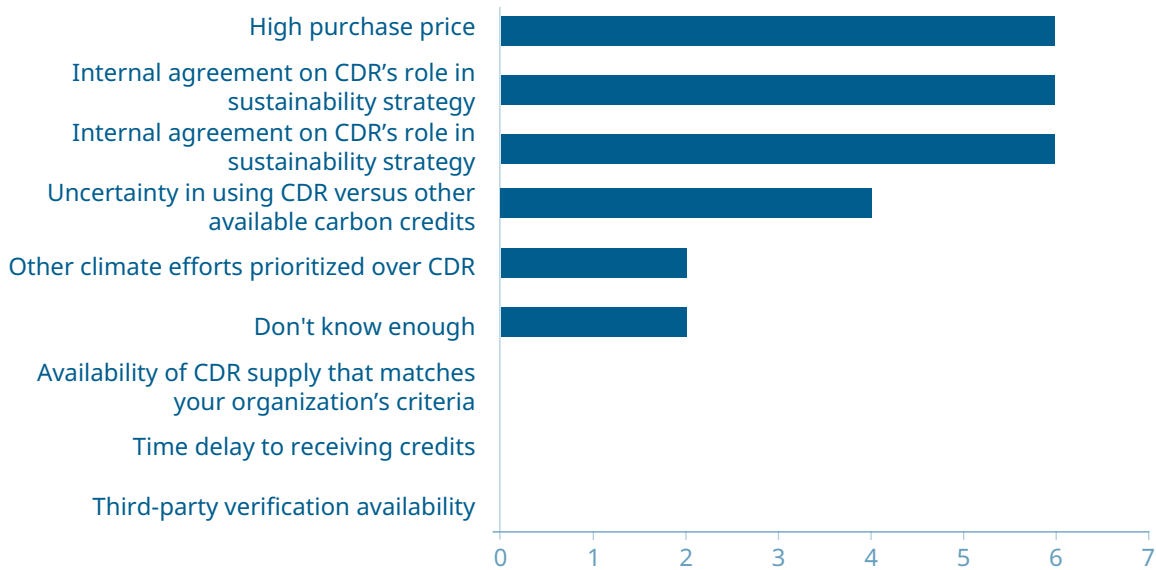 High purchase price
Internal agreement on CDR’s role in
sustainability strategy
Internal agreement on CDR’s role in
sustainability strategy
Uncertainty in using CDR versus other
available carbon credits
Other climate efforts prioritized over CDR
Don't know enough
Availability of CDR supply that matches
your organization’s criteria
Time delay to receiving credits
Third-party verification availability
0 1 2 3 4 5 6 7